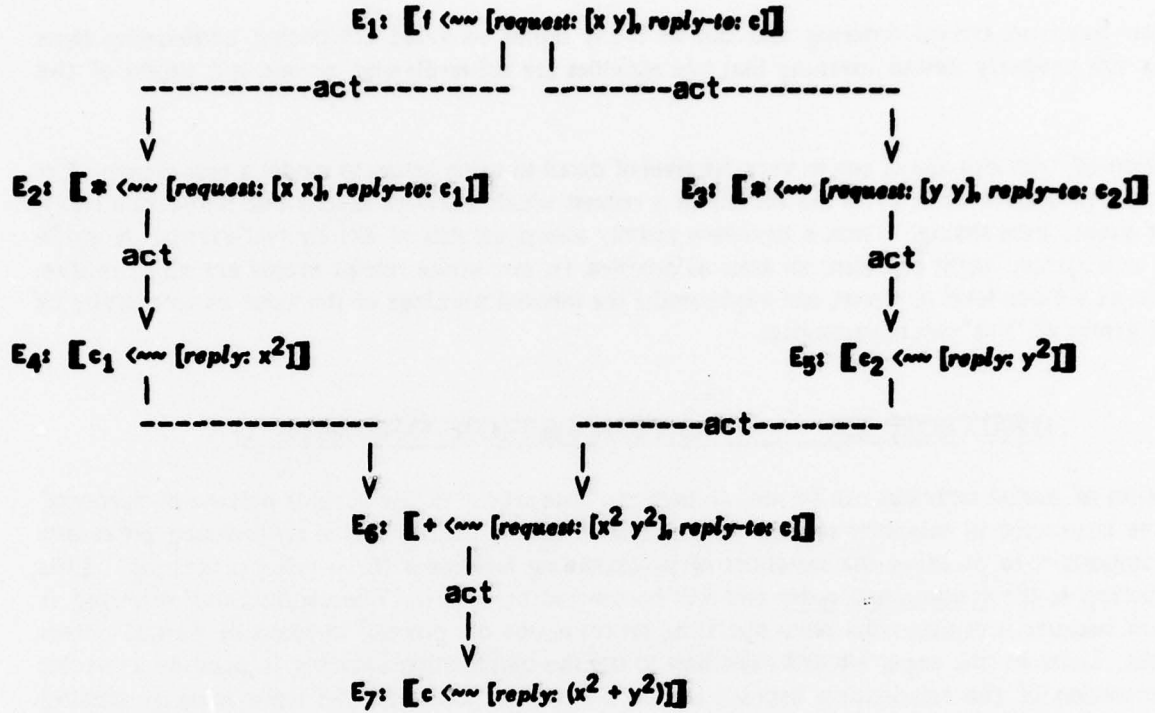 E₁: [[ f <~~ [request: [x y], reply-to: c]]]
act act
E₂: [[ * <~~ [request: [x x], reply-to: c₁]]] E₃: [[ * <~~ [request: [y y], reply-to: c₂]]]
act act
E₄: [[ c₁ <~~ [reply: x²]]] E₅: [[ c₂ <~~ [reply: y²]]]
act
E₆: [[ + <~~ [request: [x² y²], reply-to: c]]]
act
E₇: [[ c <~~ [reply: (x² + y²)]]]